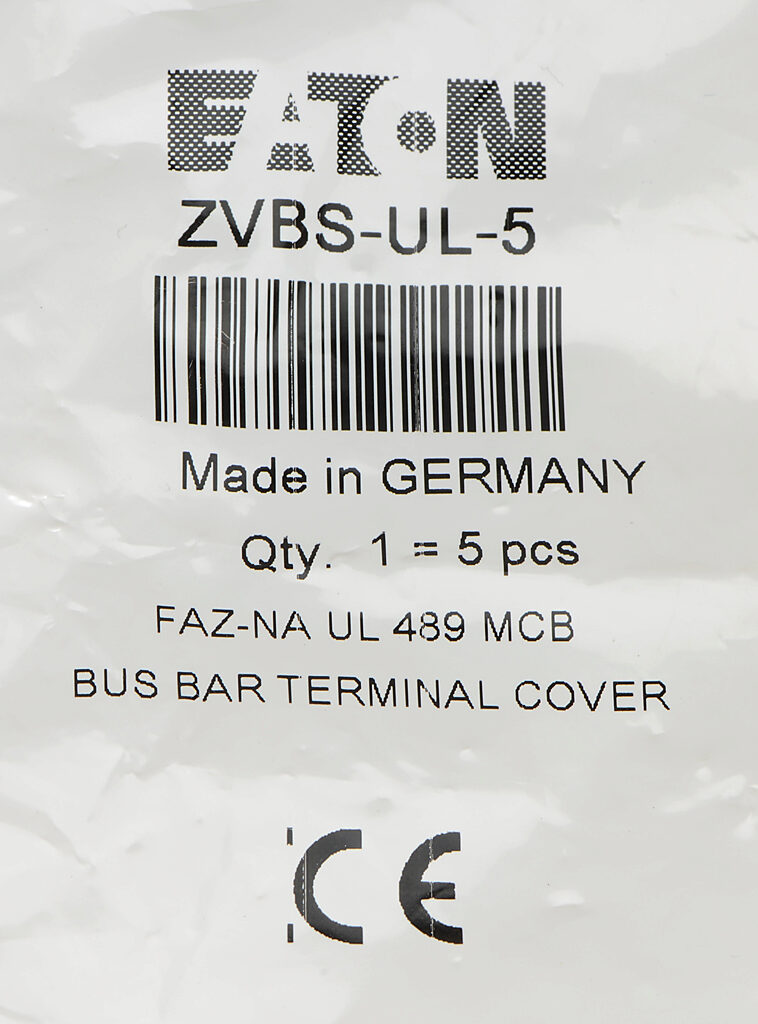 EATON
ZVBS-UL-5
Made in GERMANY
Qty. 1 = 5 pcs
FAZ-NA UL 489 MCB
BUS BAR TERMINAL COVER
CE